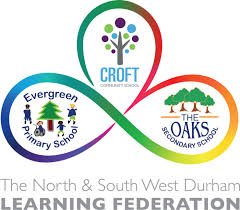 CROFT
COMMUNITY SCHOOL
Evergreen
Primary School
THE
OAKS
SECONDARY SCHOOL
The North & South West Durham
LEARNING FEDERATION